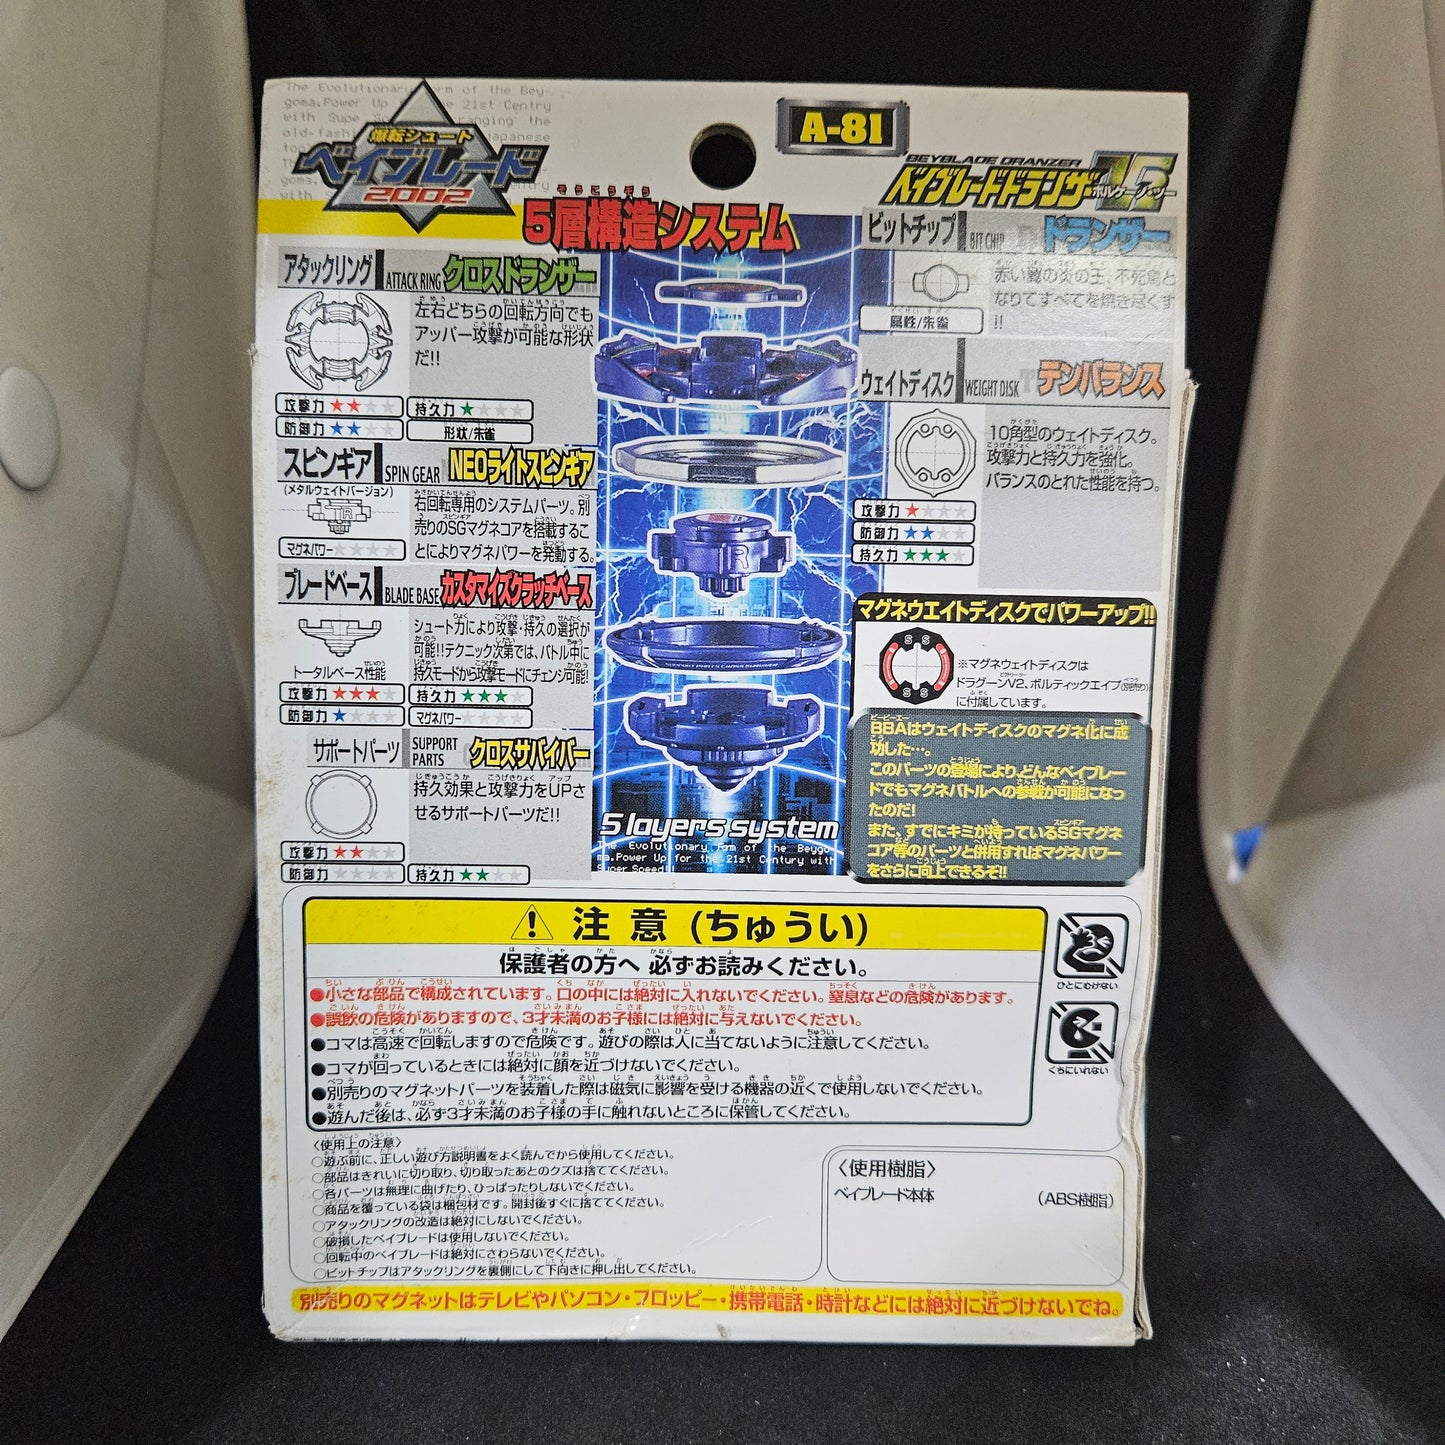 爆転シュート
ベイブレード
2002
A-81
BEYBLADE DRANZER
ベイブレードドランザー
ボルケーノ・ツー
5層構造システム
アタックリング ATTACK RING クロスドランザー
左右どちらの回転方向でも
アッパー攻撃が可能な形状
だ!!
攻撃力 ★★☆☆
持久力 ★☆☆☆
防御力 ★★☆☆
形状/朱雀
スピンギア SPIN GEAR NEOライトスピンギア
(メタルウェイトバージョン)
右回転専用のシステムパーツ。別
売りのSGマグネコアを搭載するこ
とによりマグネパワーを発動する。
マグネパワー ☆☆☆☆
ブレードベース BLADE BASE カスタマイズクラッチベース
シュート力により攻撃・持久の選択が
可能!!テクニック次第では、バトル中に
持久モードから攻撃モードにチェンジ可能!
トータルベース性能
攻撃力 ★★★☆
持久力 ★★★☆
防御力 ★☆☆☆
マグネパワー ☆☆☆☆
サポートパーツ SUPPORT PARTS クロスサバイバー
持久効果と攻撃力をUPさ
せるサポートパーツだ!!
攻撃力 ★★☆☆
防御力 ☆☆☆☆
持久力 ★★☆☆
5 layers system
The Evolutionary form of the Beygo
ma.Power Up for the 21st Century with
Super Speed!!
ビットチップ BIT CHIP ドランザー
赤い翼の炎の王、不死鳥と
なりてすべてを焼き尽くす
!!
属性/朱雀
ウェイトディスク WEIGHT DISK テンバランス
10角型のウェイトディスク。
攻撃力と持久力を強化。
バランスのとれた性能を持つ。
攻撃力 ★☆☆☆
防御力 ★★☆☆
持久力 ★★★☆
マグネウエイトディスクでパワーアップ!!
※マグネウェイトディスクは
ドラグーンV2、ボルティックエイプ(別売り)
に付属しています。
BBAはウェイトディスクのマグネ化に成
功した…。
このパーツの登場により、どんなベイブレー
ドでもマグネバトルへの参戦が可能になっ
たのだ!
また、すでにキミが持っているSGマグネ
コア等のパーツと併用すればマグネパワー
をさらに向上できるぞ!!
注意(ちゅうい)
保護者の方へ 必ずお読みください。
●小さな部品で構成されています。口の中には絶対に入れないでください。窒息などの危険があります。
●誤飲の危険がありますので、3才未満のお子様には絶対に与えないでください。
●コマは高速で回転しますので危険です。遊びの際は人に当てないように注意してください。
●コマが回っているときには絶対に顔を近づけないでください。
●別売りのマグネットパーツを装着した際は磁気に影響を受ける機器の近くで使用しないでください。
●遊んだ後は、必ず3才未満のお子様の手に触れないところに保管してください。
ひとにむけない
くちにいれない
〈使用上の注意〉
○遊ぶ前に、正しい遊び方説明書をよく読んでから使用してください。
○部品はきれいに切り取り、切り取ったあとのクズは捨ててください。
○各パーツは無理に曲げたり、ひっぱったりしないでください。
○商品を覆っている袋は梱包材です。開封後すぐに捨ててください。
○アタックリングの改造は絶対にしないでください。
○破損したベイブレードは使用しないでください。
○回転中のベイブレードは絶対にさわらないでください。
○ビットチップはアタックリングを裏側にして下向きに押し出してください。
〈使用樹脂〉
ベイブレード本体 (ABS樹脂)
別売りのマグネットはテレビやパソコン・フロッピー・携帯電話・時計などには絶対に近づけないでね。